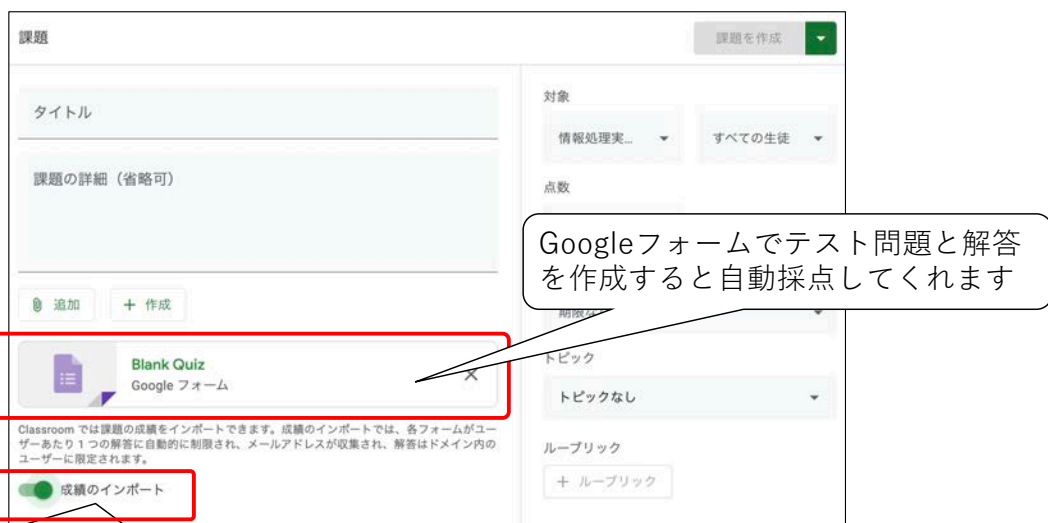 課題
課題を作成
タイトル
課題の詳細（省略可）
追加
+ 作成
Blank Quiz
Google フォーム
Classroom では課題の成績をインポートできます。成績のインポートでは、各フォームがユー
ザーあたり 1 つの解答に自動的に制限され、メールアドレスが収集され、解答はドメイン内の
ユーザーに限定されます。
成績のインポート
対象
情報処理実...
すべての生徒
点数
Googleフォームでテスト問題と解答
を作成すると自動採点してくれます
トピック
トピックなし
ルーブリック
+ ルーブリック